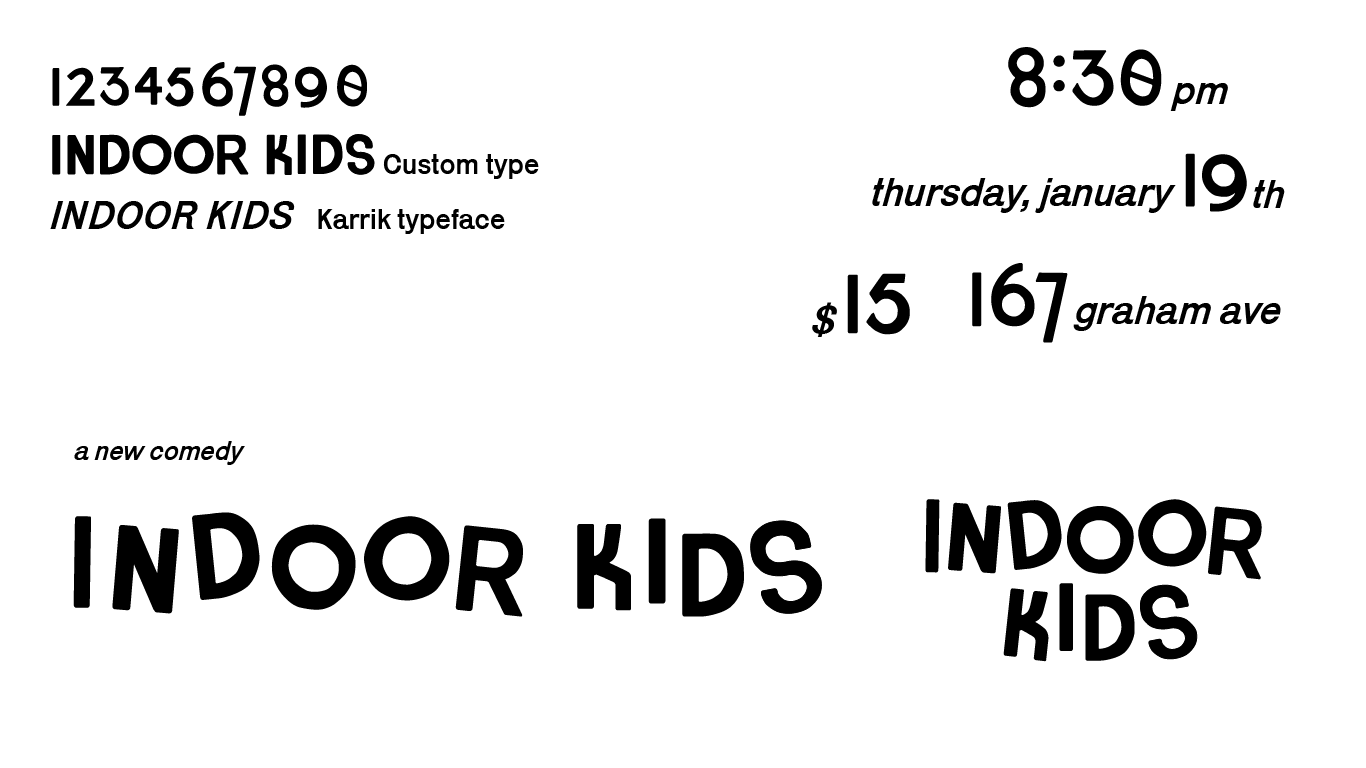 1234567890
INDOOR KIDS Custom type
INDOOR KIDS Karrik typeface
8:30 pm
thursday, january 19th
$15 167 graham ave
a new comedy
INDOOR KIDS
INDOOR
KIDS